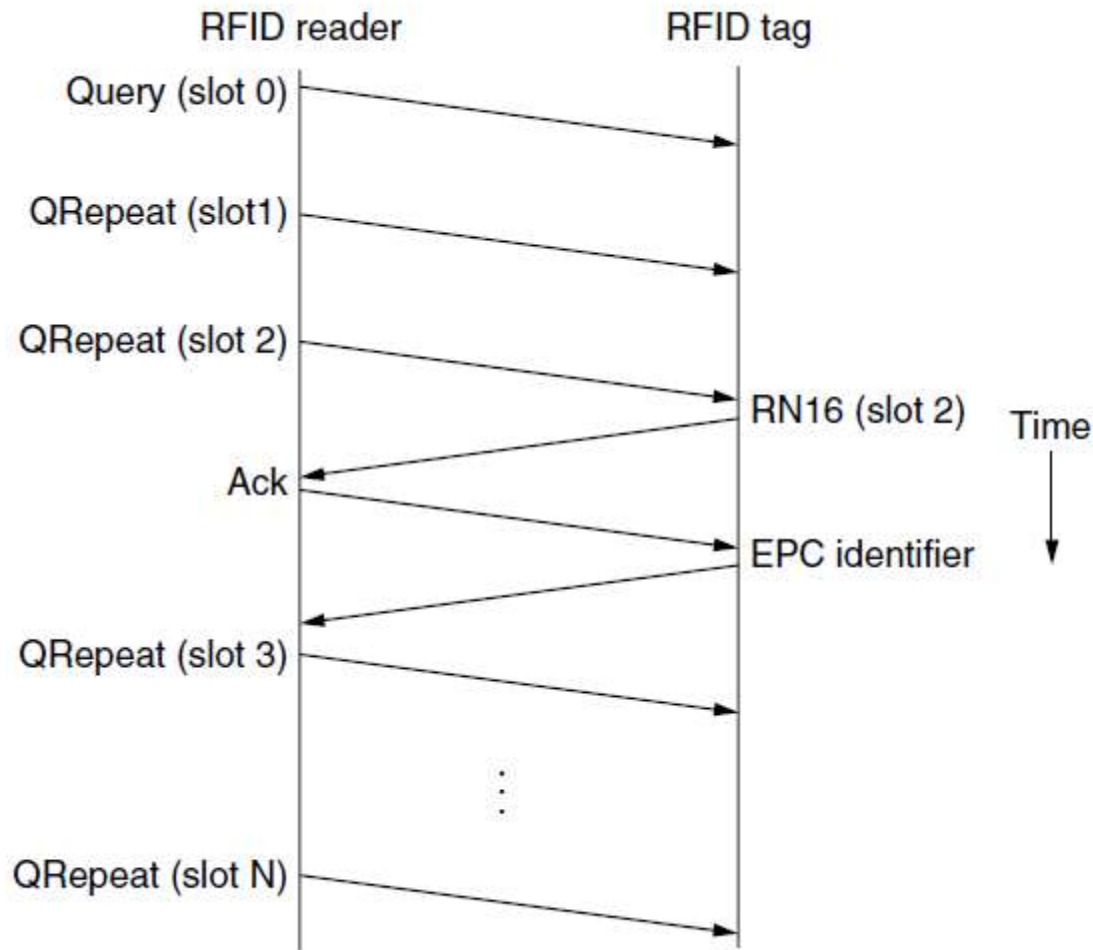 RFID reader
RFID tag
Query (slot 0)
QRepeat (slot1)
QRepeat (slot 2)
RN16 (slot 2)
Time
Ack
EPC identifier
QRepeat (slot 3)
QRepeat (slot N)